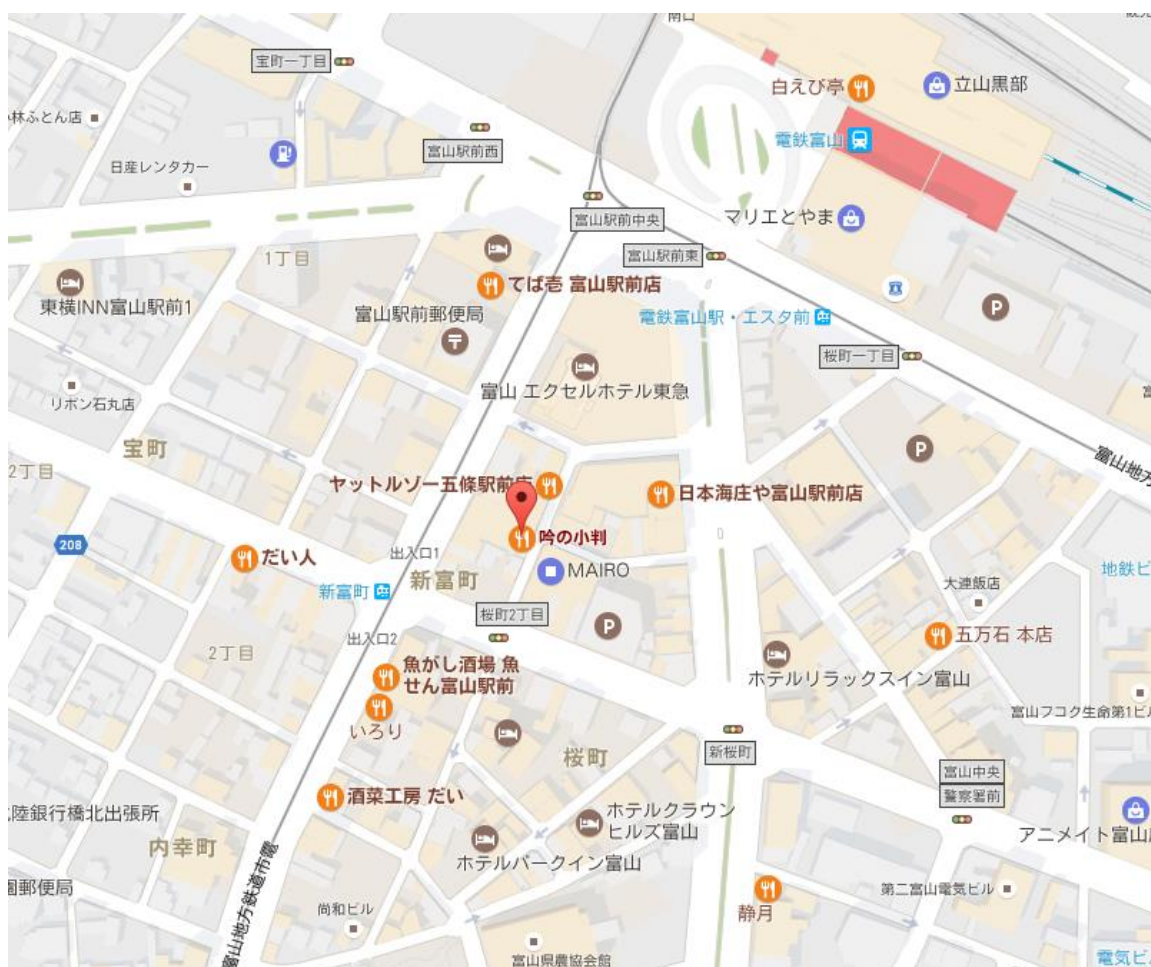 南口
宝町一丁目
白えび亭
立山黒部
林ふとん店
電鉄富山
富山駅前西
日産レンタカー
富山駅前中央
マリエとやま
1丁目
富山駅前東
てば壱 富山駅前店
東横INN富山駅前1
富山駅前郵便局
電鉄富山駅・エスタ前
P
桜町一丁目
富山 エクセルホテル東急
リボン石丸店
宝町
P
富山地方
2丁目
ヤットルゾー五條駅前店
日本海庄や富山駅前店
吟の小判
208
だい人
出入口1
新富町
MAIRO
新富町
地鉄ビ
大連飯店
桜町2丁目
P
五万石 本店
出入口2
2丁目
魚がし酒場 魚
せん富山駅前
ホテルリラックスイン富山
いろり
富山フコク生命第1ビル
桜町
新桜町
富山中央
警察署前
酒菜工房 だい
陸銀行橋北出張所
ホテルクラウン
ヒルズ富山
アニメイト富山
内幸町
ホテルパークイン富山
園郵便局
第二富山電気ビル
静月
尚和ビル
富山地方鉄道市電
富山県農協会館
電気ビ